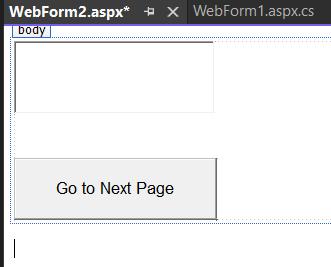 WebForm2.aspx* WebForm1.aspx.cs
body
Go to Next Page